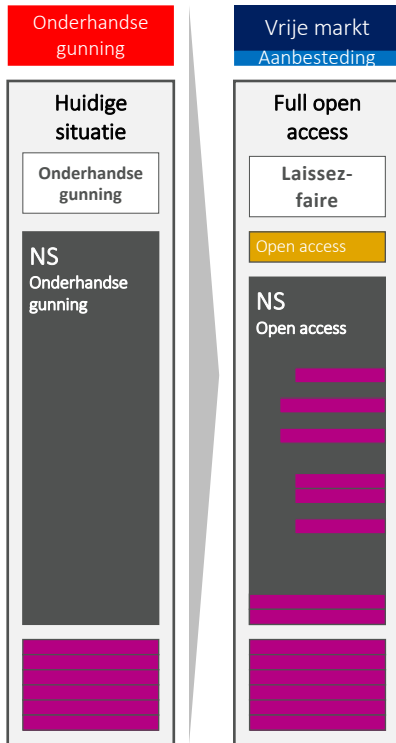 Onderhandse
gunning
Huidige
situatie
Onderhandse
gunning
NS
Onderhandse
gunning
Vrije markt
Aanbesteding
Full open
access
Laissez-
faire
Open access
NS
Open access